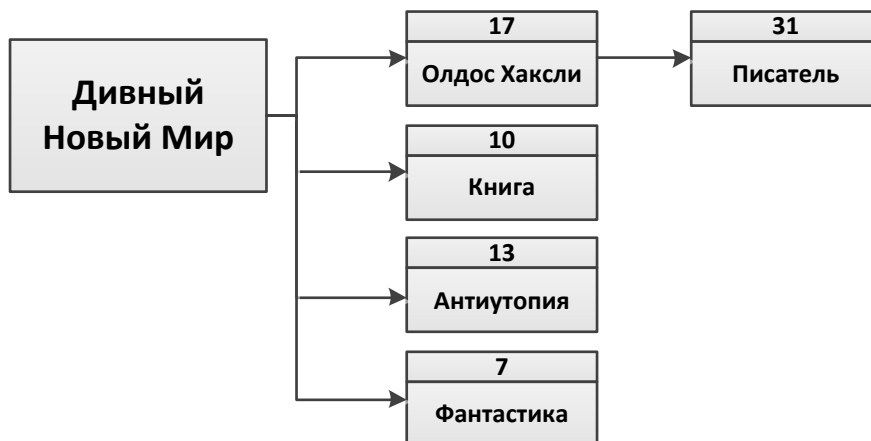 Дивный
Новый Мир
17
Олдос Хаксли
31
Писатель
10
Книга
13
Антиутопия
7
Фантастика